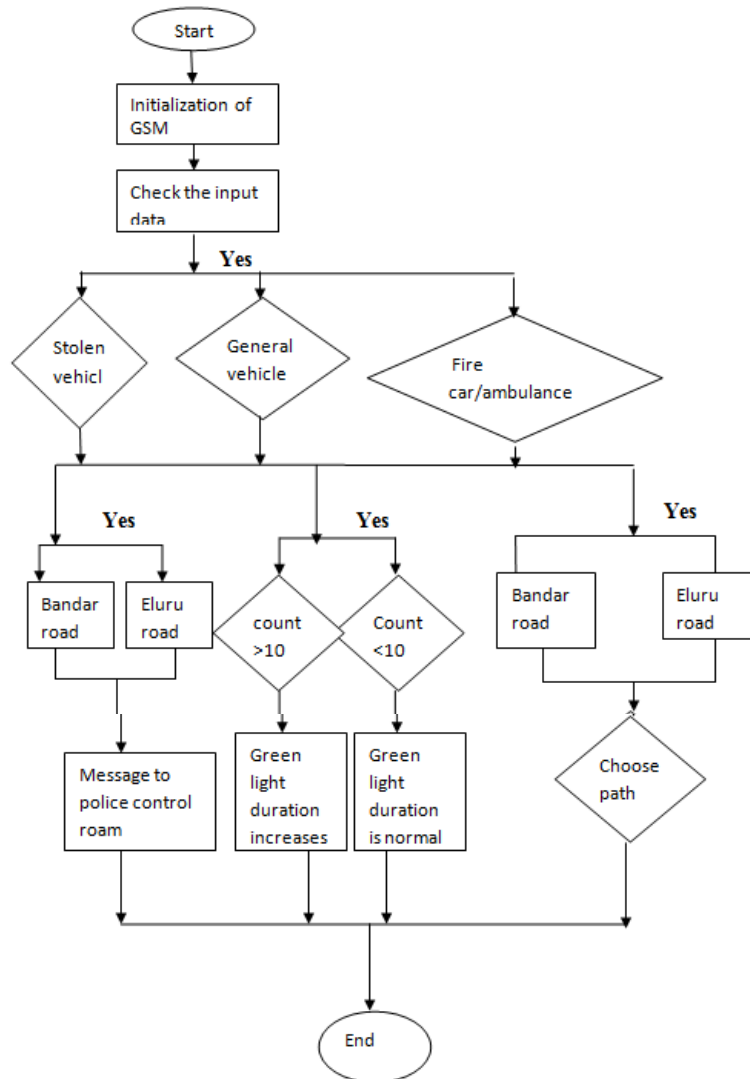 Start
Initialization of
GSM
Check the input
data
Yes
Stolen
vehicl
General
vehicle
Fire
car/ambulance
Yes
Yes
Yes
Bandar
road
Eluru
road
count
>10
Count
<10
Bandar
road
Eluru
road
Message to
police control
roam
Green
light
duration
increases
Green
light
duration
is normal
Choose
path
End